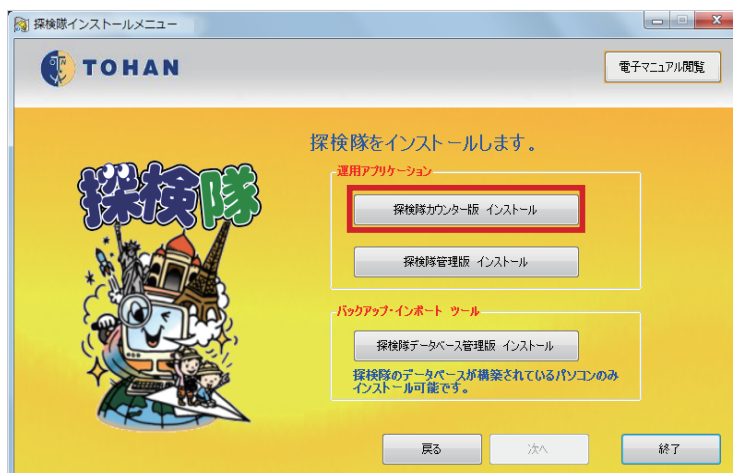 探検隊インストールメニュー
TOHAN
電子マニュアル閲覧
探検隊をインストールします。
探検隊
運用アプリケーション
探検隊カウンター版 インストール
探検隊管理版 インストール
バックアップ・インポート ツール
探検隊データベース管理版 インストール
探検隊のデータベースが構築されているパソコンのみ
インストール可能です。
戻る
次へ
終了